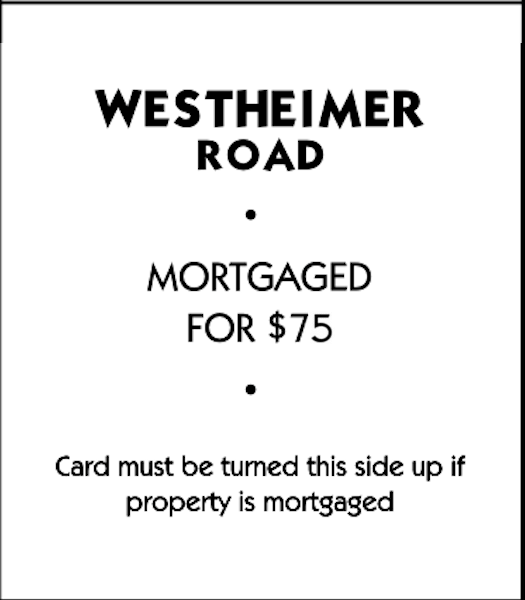 WESTHEIMER
ROAD
•
MORTGAGED
FOR $75
•
Card must be turned this side up if
property is mortgaged